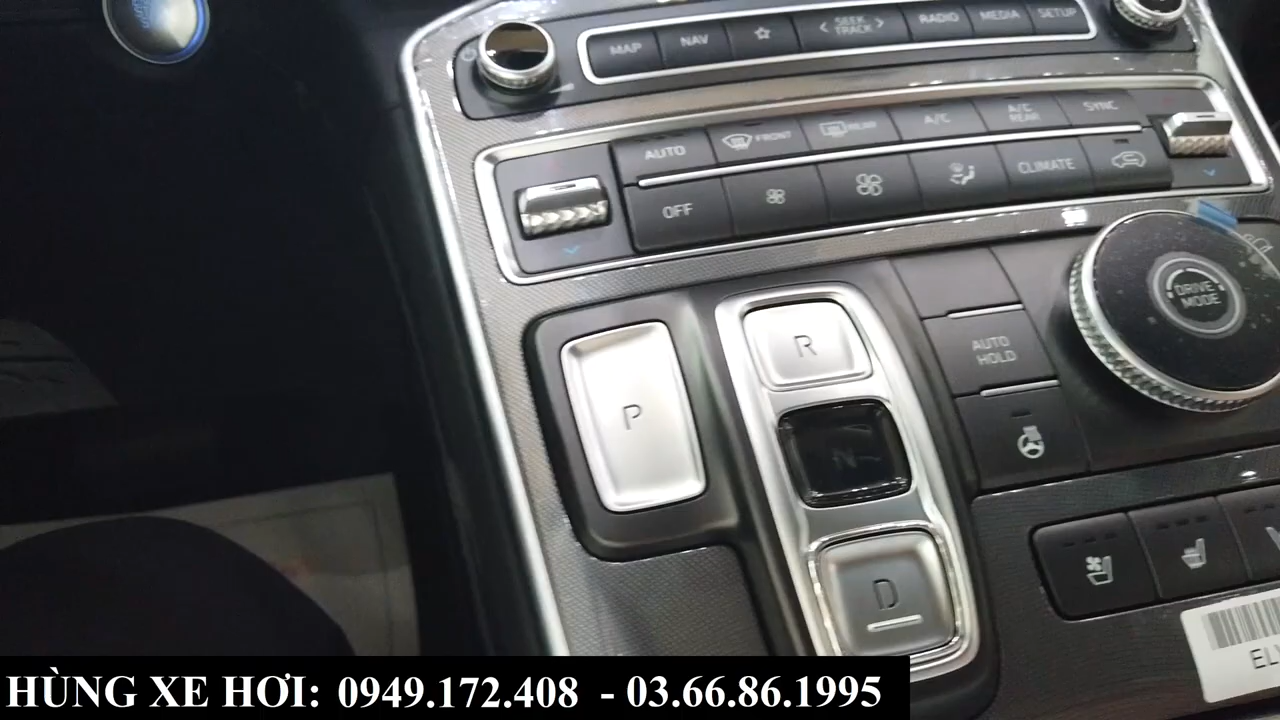 MAP NAV SEEK TRACK RADIO MEDIA SETUP
AUTO FRONT REAR A/C A/C REAR SYNC
OFF CLIMATE
DRIVE MODE
R
AUTO HOLD
P
N
D
HÙNG XE HƠI: 0949.172.408 - 03.66.86.1995